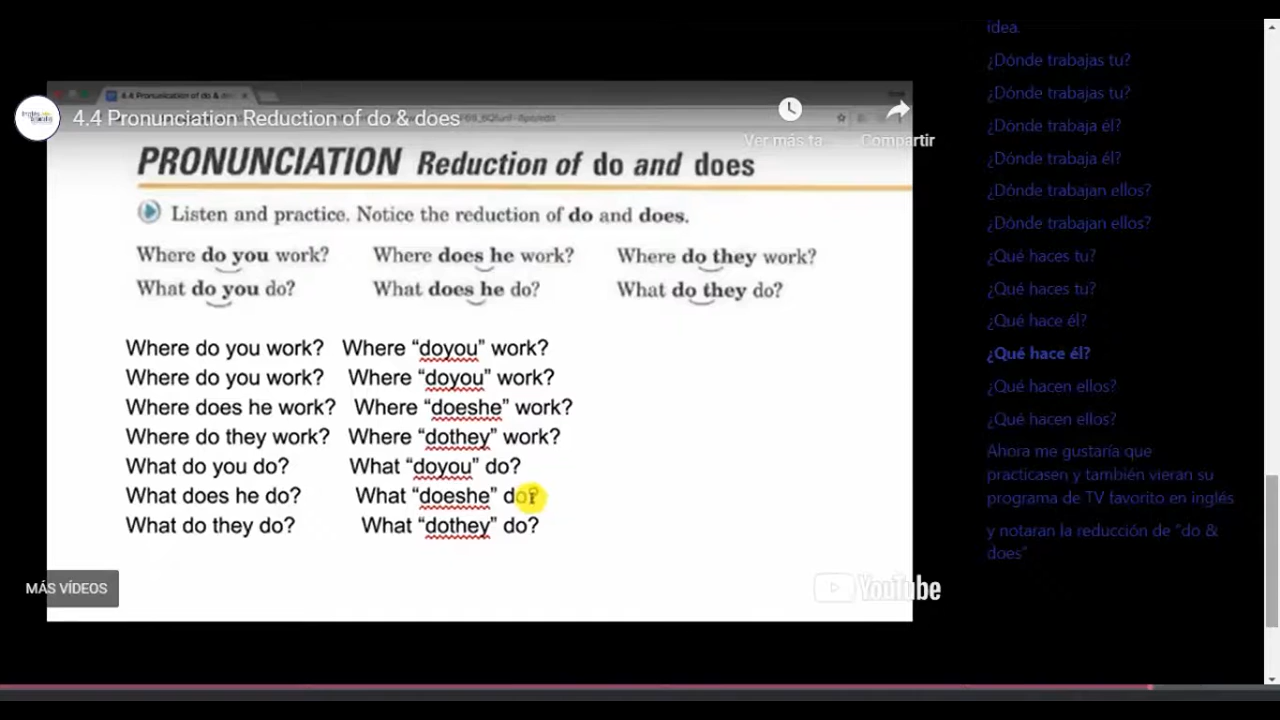 4.4 Pronunciation Reduction of do & does
Ver más ta...
Compartir
PRONUNCIATION Reduction of do and does
Listen and practice. Notice the reduction of do and does.
Where do you work? Where does he work? Where do they work?
What do you do? What does he do? What do they do?
Where do you work? Where “doyou” work?
Where do you work? Where “doyou” work?
Where does he work? Where “doeshe” work?
Where do they work? Where “dothey” work?
What do you do? What “doyou” do?
What does he do? What “doeshe” do?
What do they do? What “dothey” do?
MÁS VÍDEOS
YouTube
idea.
¿Dónde trabajas tu?
¿Dónde trabajas tu?
¿Dónde trabaja él?
¿Dónde trabaja él?
¿Dónde trabajan ellos?
¿Dónde trabajan ellos?
¿Qué haces tu?
¿Qué haces tu?
¿Qué hace él?
¿Qué hace él?
¿Qué hacen ellos?
¿Qué hacen ellos?
Ahora me gustaría que
practicasen y también vieran su
programa de TV favorito en inglés
y notaran la reducción de “do &
does”